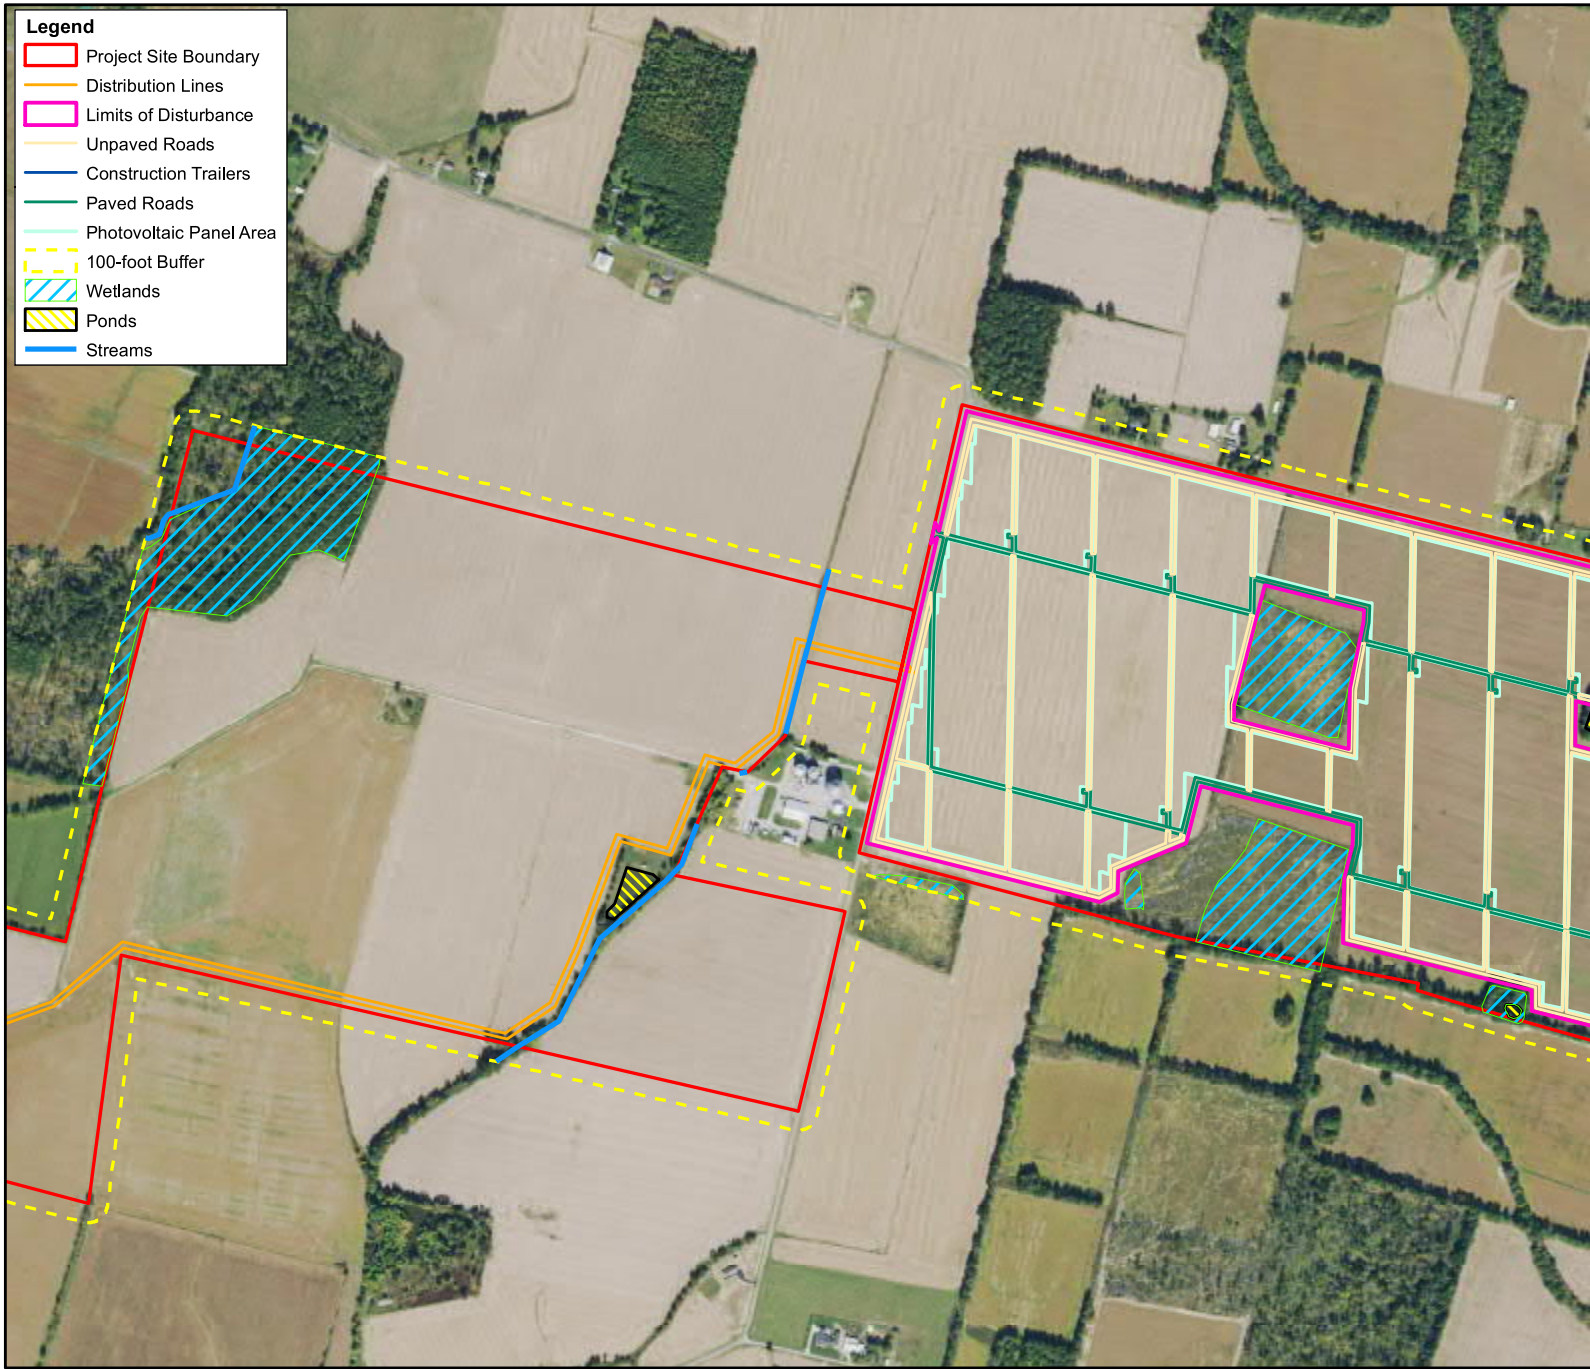 Legend
Project Site Boundary
Distribution Lines
Limits of Disturbance
Unpaved Roads
Construction Trailers
Paved Roads
Photovoltaic Panel Area
100-foot Buffer
Wetlands
Ponds
Streams